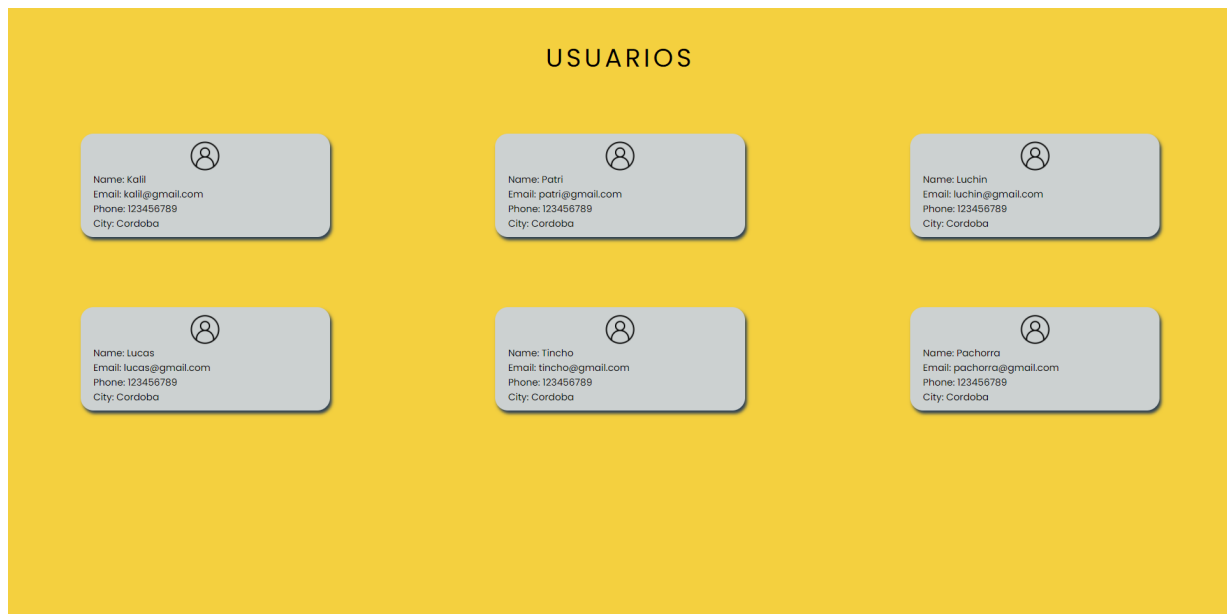 USUARIOS
Name: Kalil
Email: kalil@gmail.com
Phone: 123456789
City: Cordoba
Name: Patri
Email: patri@gmail.com
Phone: 123456789
City: Cordoba
Name: Luchin
Email: luchin@gmail.com
Phone: 123456789
City: Cordoba
Name: Lucas
Email: lucas@gmail.com
Phone: 123456789
City: Cordoba
Name: Tincho
Email: tincho@gmail.com
Phone: 123456789
City: Cordoba
Name: Pachorra
Email: pachorra@gmail.com
Phone: 123456789
City: Cordoba